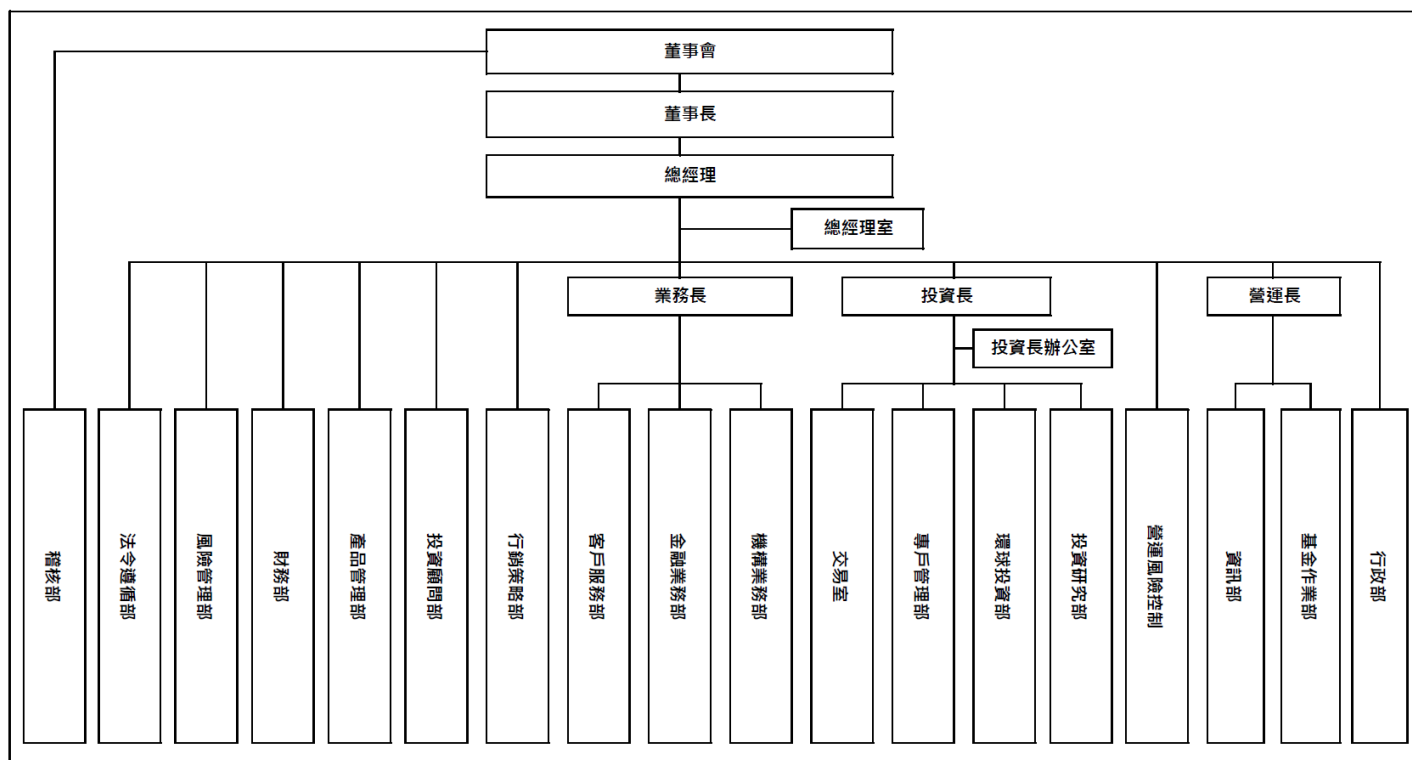 董事會
董事長
總經理
總經理室
業務長
投資長
營運長
投資長辦公室
稽核部
法令遵循部
風險管理部
財務部
產品管理部
投資顧問部
行銷策略部
客戶服務部
金融業務部
機構業務部
交易室
專戶管理部
環球投資部
投資研究部
營運風險控制
資訊部
基金作業部
行政部